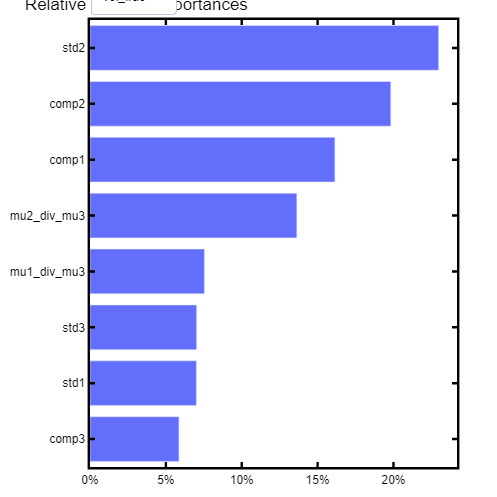 Relative portances
std2
comp2
comp1
mu2_div_mu3
mu1_div_mu3
std3
std1
comp3
0% 5% 10% 15% 20%